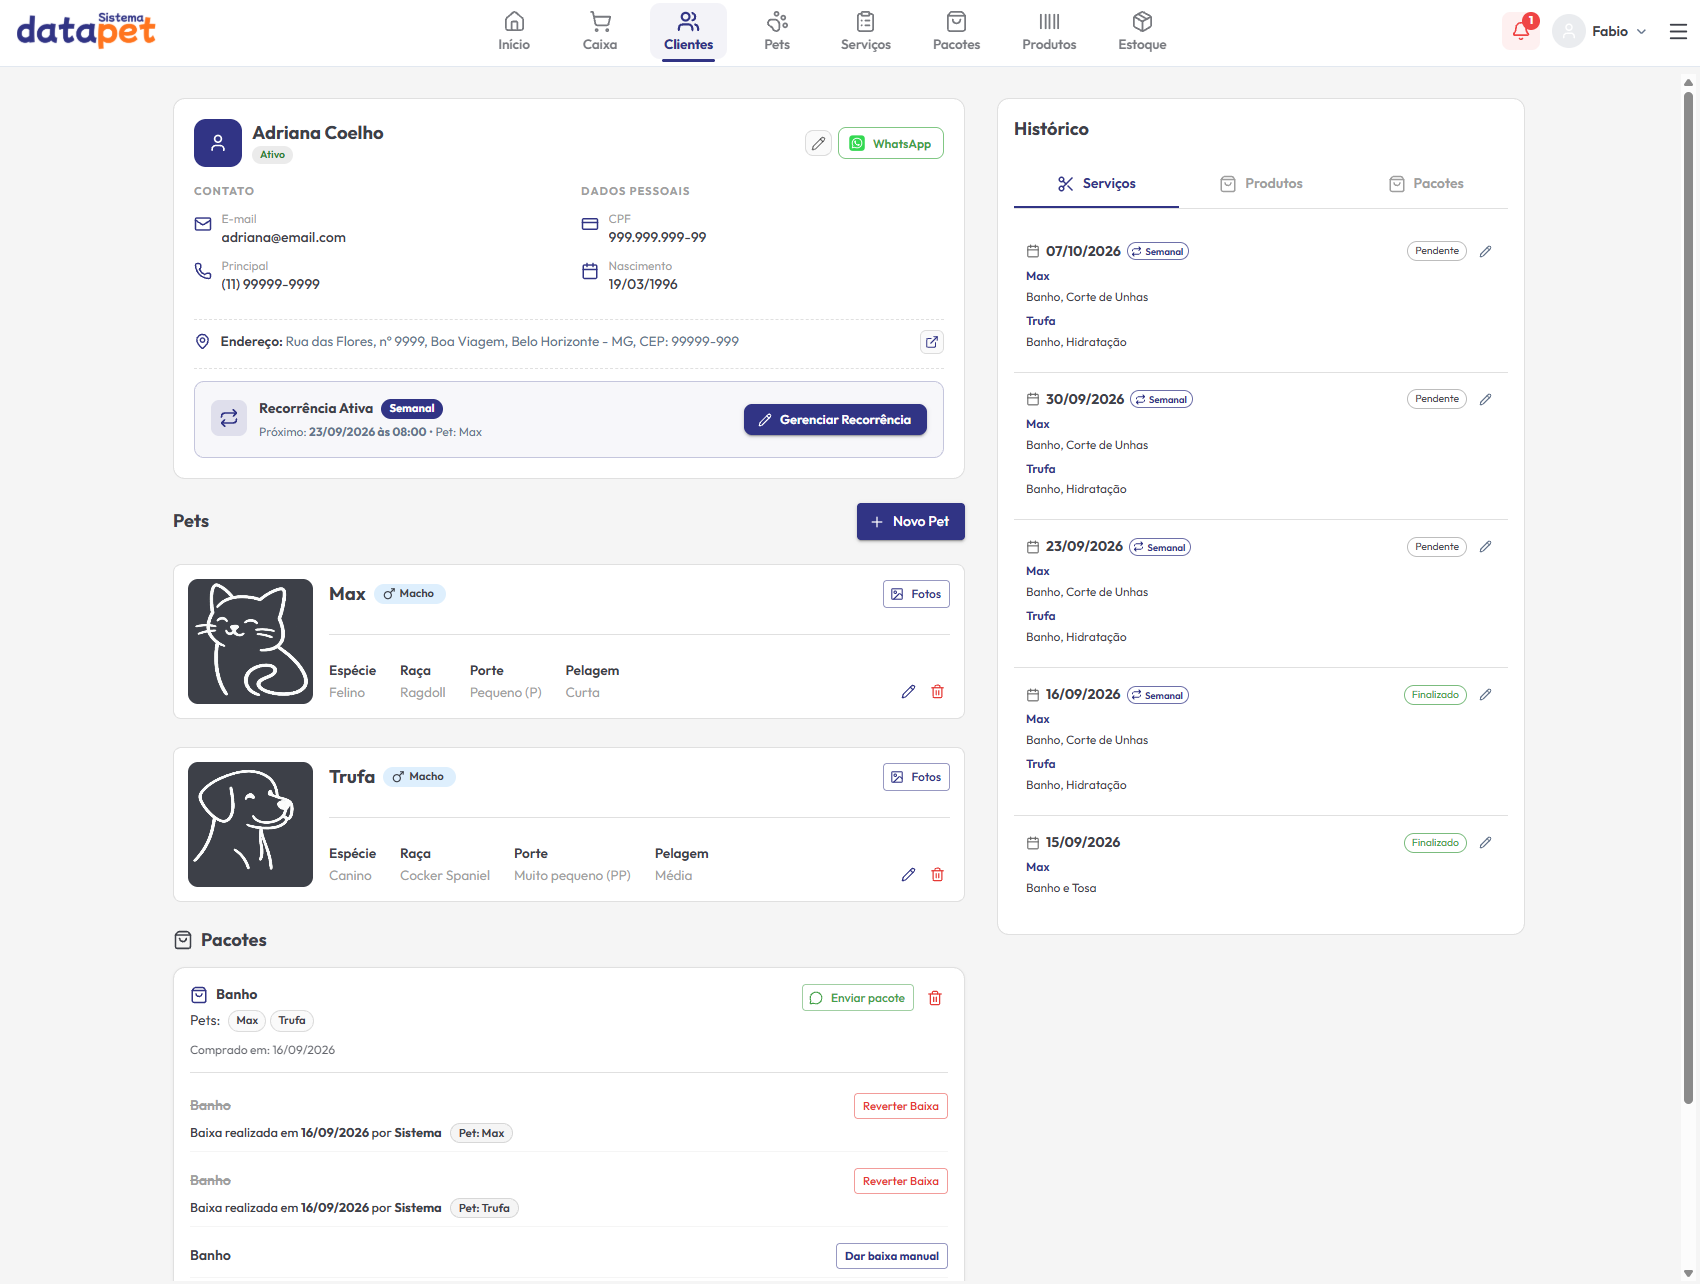 Sistema
datapet
Início
Caixa
Clientes
Pets
Serviços
Pacotes
Produtos
Estoque
1
Fabio
Adriana Coelho
Ativo
WhatsApp
CONTATO
E-mail
adriana@email.com
Principal
(11) 99999-9999
DADOS PESSOAIS
CPF
999.999.999-99
Nascimento
19/03/1996
Endereço: Rua das Flores, nº 9999, Boa Viagem, Belo Horizonte - MG, CEP: 99999-999
Recorrência Ativa Semanal
Próximo: 23/09/2026 às 08:00 • Pet: Max
Gerenciar Recorrência
Pets
Novo Pet
Max Macho
Fotos
Espécie Raça Porte Pelagem
Felino Ragdoll Pequeno (P) Curta
Trufa Macho
Fotos
Espécie Raça Porte Pelagem
Canino Cocker Spaniel Muito pequeno (PP) Média
Pacotes
Banho
Enviar pacote
Pets: Max Trufa
Comprado em: 16/09/2026
Banho
Reverter Baixa
Baixa realizada em 16/09/2026 por Sistema Pet: Max
Banho
Reverter Baixa
Baixa realizada em 16/09/2026 por Sistema Pet: Trufa
Banho
Dar baixa manual
Histórico
Serviços Produtos Pacotes
07/10/2026 Semanal Pendente
Max
Banho, Corte de Unhas
Trufa
Banho, Hidratação
30/09/2026 Semanal Pendente
Max
Banho, Corte de Unhas
Trufa
Banho, Hidratação
23/09/2026 Semanal Pendente
Max
Banho, Corte de Unhas
Trufa
Banho, Hidratação
16/09/2026 Semanal Finalizado
Max
Banho, Corte de Unhas
Trufa
Banho, Hidratação
15/09/2026 Finalizado
Max
Banho e Tosa